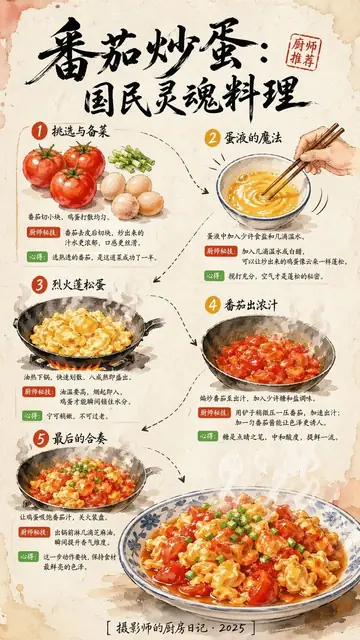 番茄炒蛋：
国民灵魂料理
厨师
推荐
1 挑选与备菜
番茄切小块，鸡蛋打散均匀。
厨师秘技： 番茄去皮后切块，炒出来的
汁水更浓郁，口感更丝滑。
心得： 选熟透的番茄，是这道菜成功了一半。
2 蛋液的魔法
蛋液中加入少许食盐和几滴温水。
厨师秘技： 加入几滴温水或白醋，
可以让炒出来的鸡蛋像云朵一样蓬松。
心得： 搅打充分，空气才是蓬松的秘密。
3 烈火蓬松蛋
油热下锅，快速划散，八成熟即盛出。
厨师秘技： 油温要高，烟起即入，
鸡蛋才能瞬间锁住水分。
心得： 宁可稍嫩，不可过老。
4 番茄出浓汁
煸炒番茄至出汁，加入少许糖和盐调味。
厨师秘技： 用铲子稍微压一压番茄，加速出汁；
加一勺番茄酱能让色泽更诱人。
心得： 糖是点睛之笔，中和酸度，提鲜一流。
5 最后的合奏
让鸡蛋吸饱番茄汁，关火装盘。
厨师秘技： 出锅前淋几滴芝麻油，
瞬间提升香气维度。
心得： 这一步动作要快，保持食材
最鲜亮的色泽。
[ 摄影师的厨房日记 · 2025 ]